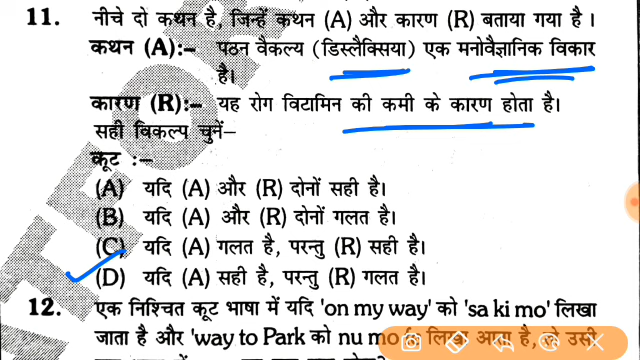 11. नीचे दो कथन है, जिन्हें कथन (A) और कारण (R) बताया गया है ।
कथन (A):- पठन वैकल्य (डिस्लैक्सिया) एक मनोवैज्ञानिक विकार
है।
कारण (R):- यह रोग विटामिन की कमी के कारण होता है।
सही विकल्प चुनें–
कूट :-
(A) यदि (A) और (R) दोनों सही है।
(B) यदि (A) और (R) दोनों गलत है।
(C) यदि (A) गलत है, परन्तु (R) सही है।
(D) यदि (A) सही है, परन्तु (R) गलत है।
12. एक निश्चित कूट भाषा में यदि 'on my way' को 'sa ki mo' लिखा
जाता है और 'way to Park को nu mo लिखा जाता है, तो उसी